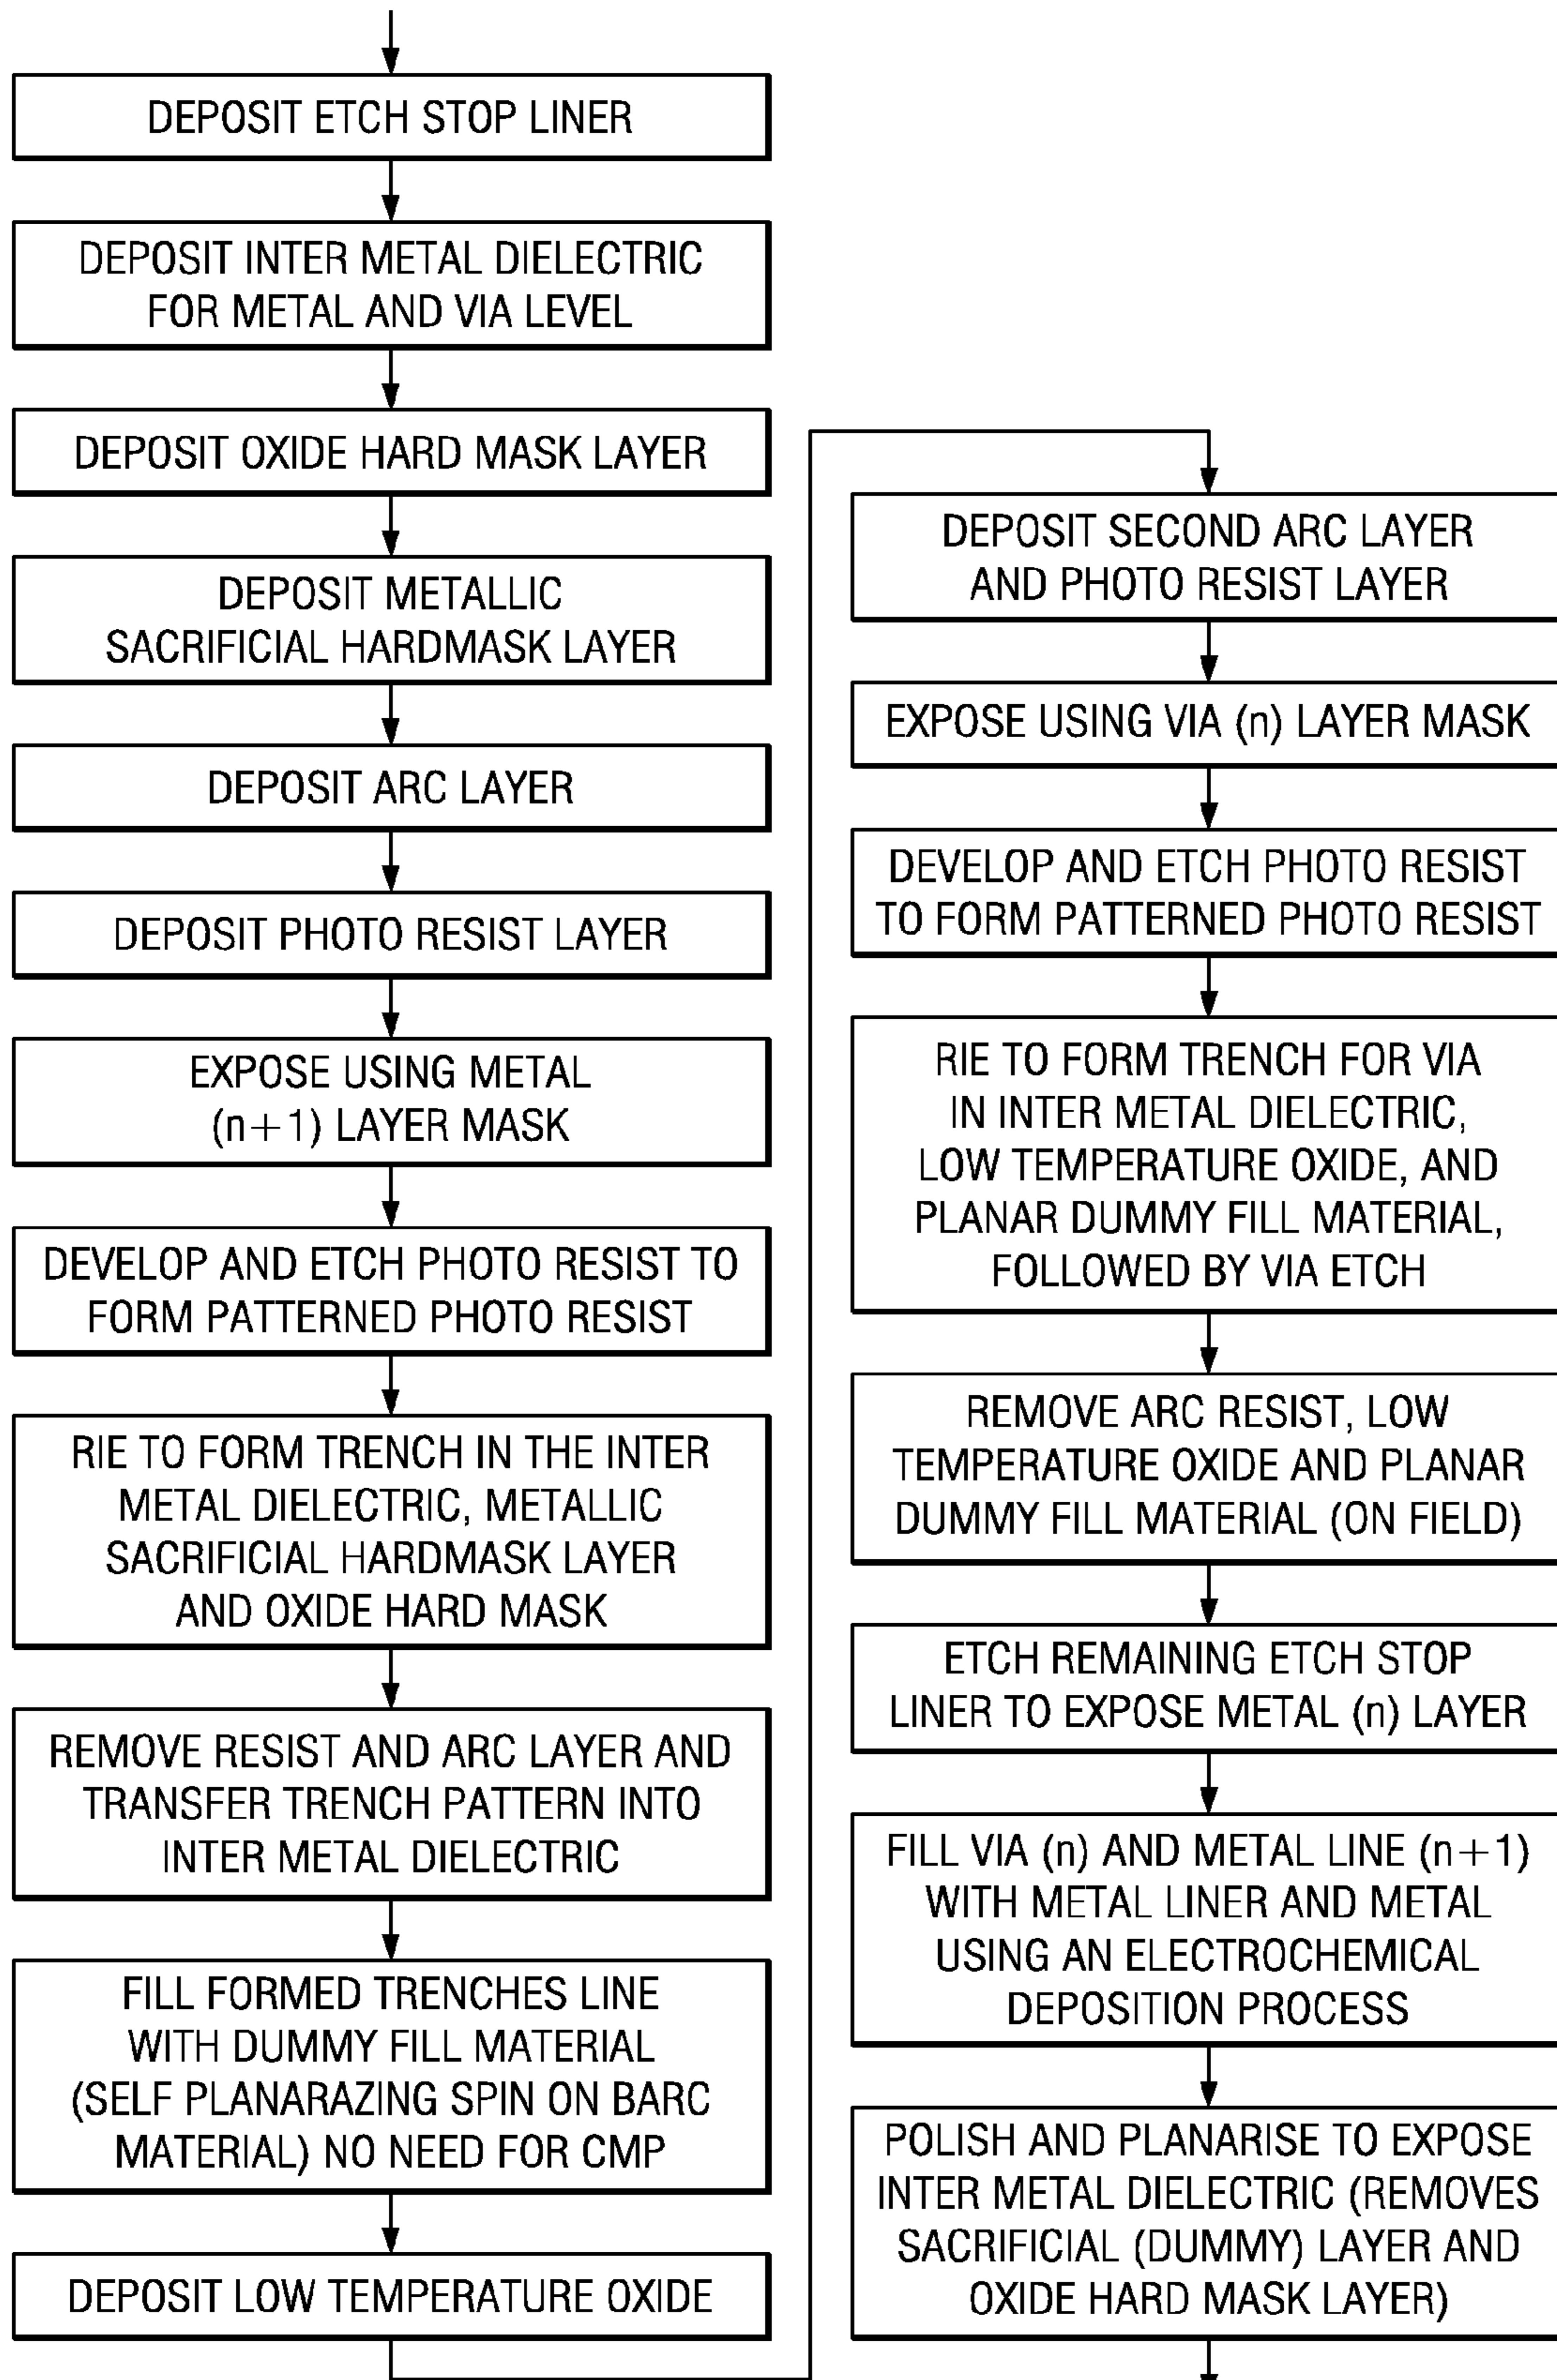 DEPOSIT ETCH STOP LINER
DEPOSIT INTER METAL DIELECTRIC
FOR METAL AND VIA LEVEL
DEPOSIT OXIDE HARD MASK LAYER
DEPOSIT METALLIC
SACRIFICIAL HARDMASK LAYER
DEPOSIT ARC LAYER
DEPOSIT PHOTO RESIST LAYER
EXPOSE USING METAL
(n+1) LAYER MASK
DEVELOP AND ETCH PHOTO RESIST TO
FORM PATTERNED PHOTO RESIST
RIE TO FORM TRENCH IN THE INTER
METAL DIELECTRIC, METALLIC
SACRIFICIAL HARDMASK LAYER
AND OXIDE HARD MASK
REMOVE RESIST AND ARC LAYER AND
TRANSFER TRENCH PATTERN INTO
INTER METAL DIELECTRIC
FILL FORMED TRENCHES LINE
WITH DUMMY FILL MATERIAL
(SELF PLANARAZING SPIN ON BARC
MATERIAL) NO NEED FOR CMP
DEPOSIT LOW TEMPERATURE OXIDE
DEPOSIT SECOND ARC LAYER
AND PHOTO RESIST LAYER
EXPOSE USING VIA (n) LAYER MASK
DEVELOP AND ETCH PHOTO RESIST
TO FORM PATTERNED PHOTO RESIST
RIE TO FORM TRENCH FOR VIA
IN INTER METAL DIELECTRIC,
LOW TEMPERATURE OXIDE, AND
PLANAR DUMMY FILL MATERIAL,
FOLLOWED BY VIA ETCH
REMOVE ARC RESIST, LOW
TEMPERATURE OXIDE AND PLANAR
DUMMY FILL MATERIAL (ON FIELD)
ETCH REMAINING ETCH STOP
LINER TO EXPOSE METAL (n) LAYER
FILL VIA (n) AND METAL LINE (n+1)
WITH METAL LINER AND METAL
USING AN ELECTROCHEMICAL
DEPOSITION PROCESS
POLISH AND PLANARISE TO EXPOSE
INTER METAL DIELECTRIC (REMOVES
SACRIFICIAL (DUMMY) LAYER AND
OXIDE HARD MASK LAYER)